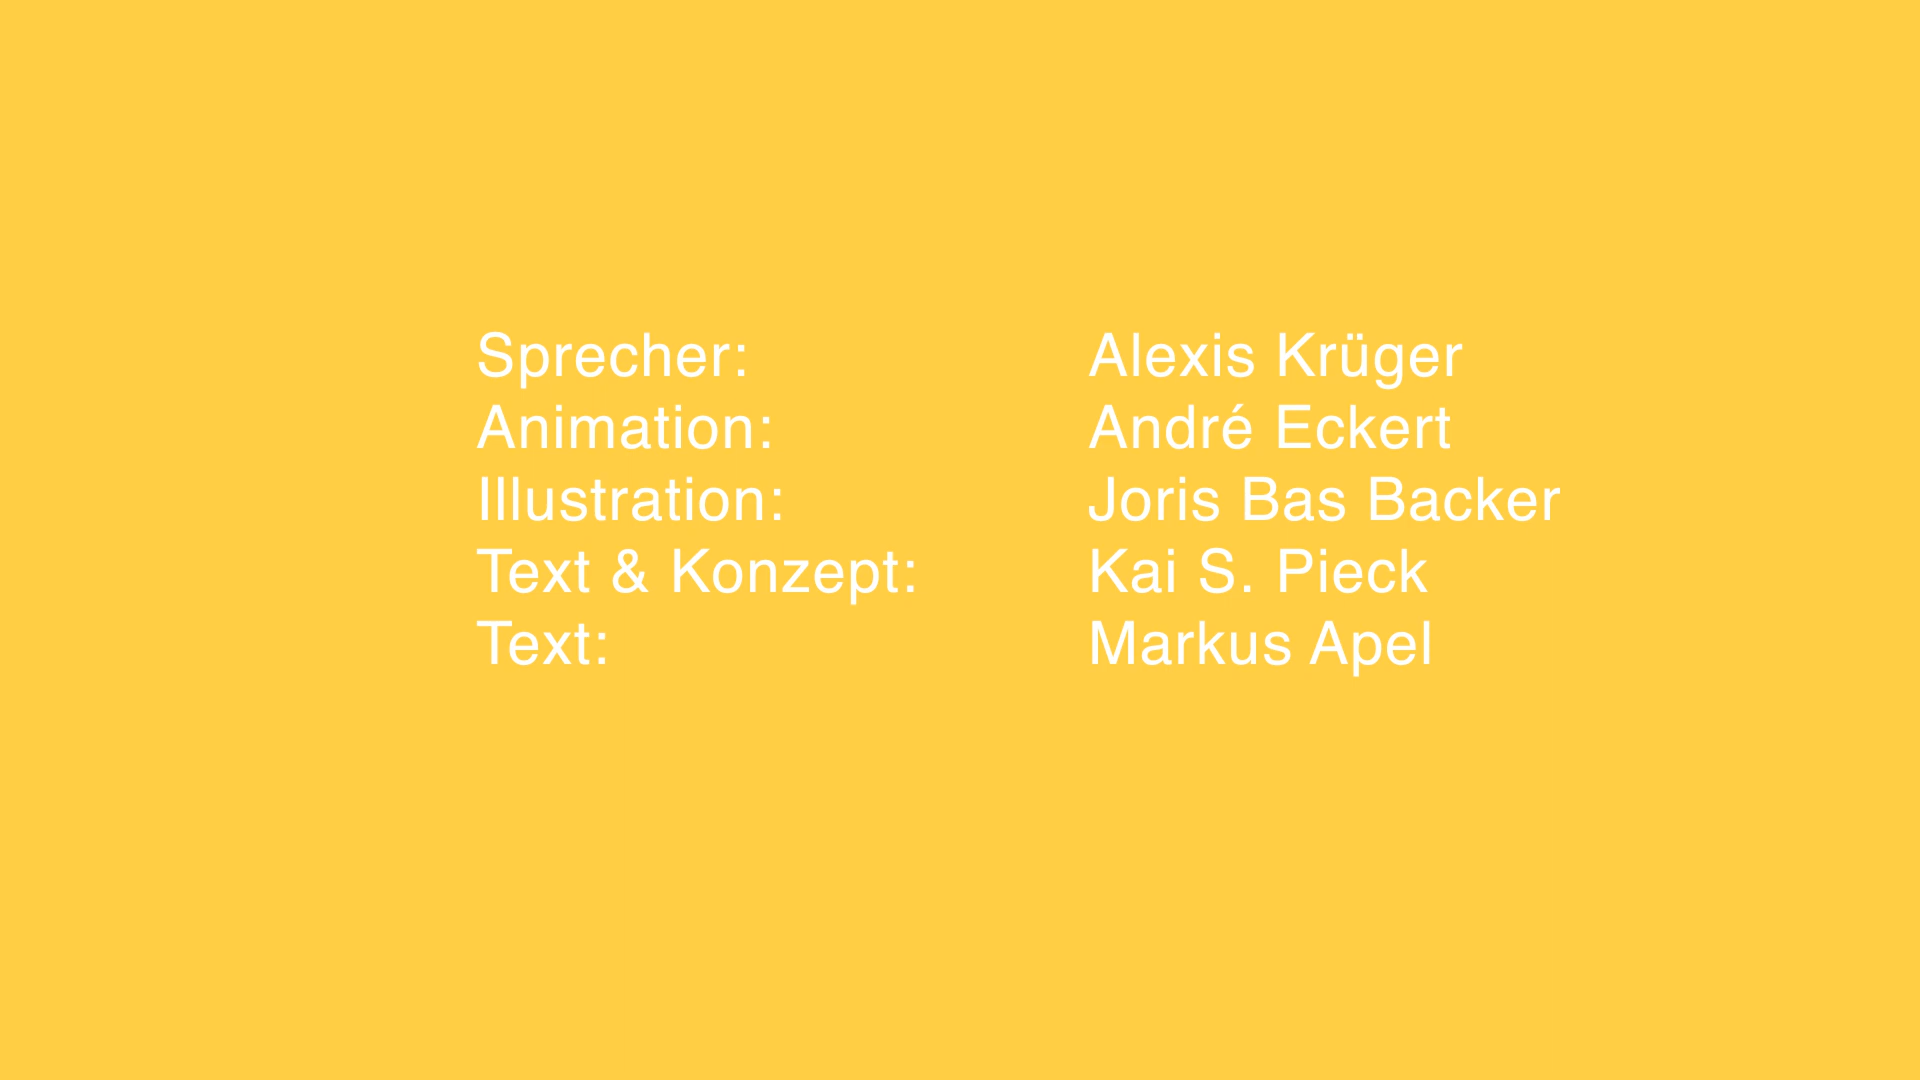 Sprecher: Alexis Krüger
Animation: André Eckert
Illustration: Joris Bas Backer
Text & Konzept: Kai S. Pieck
Text: Markus Apel